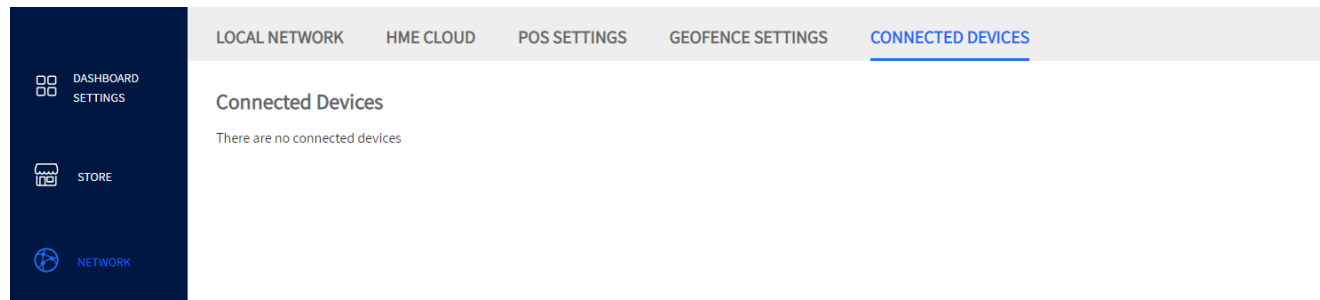 LOCAL NETWORK HME CLOUD POS SETTINGS GEOFENCE SETTINGS CONNECTED DEVICES
DASHBOARD
SETTINGS
STORE
NETWORK
Connected Devices
There are no connected devices